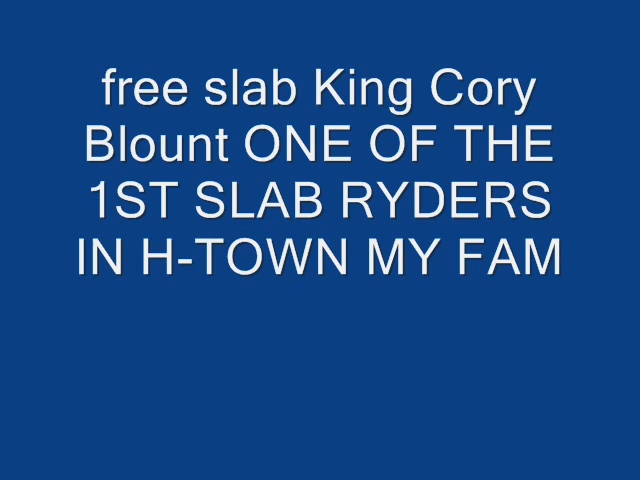 free slab King Cory
Blount ONE OF THE
1ST SLAB RYDERS
IN H-TOWN MY FAM